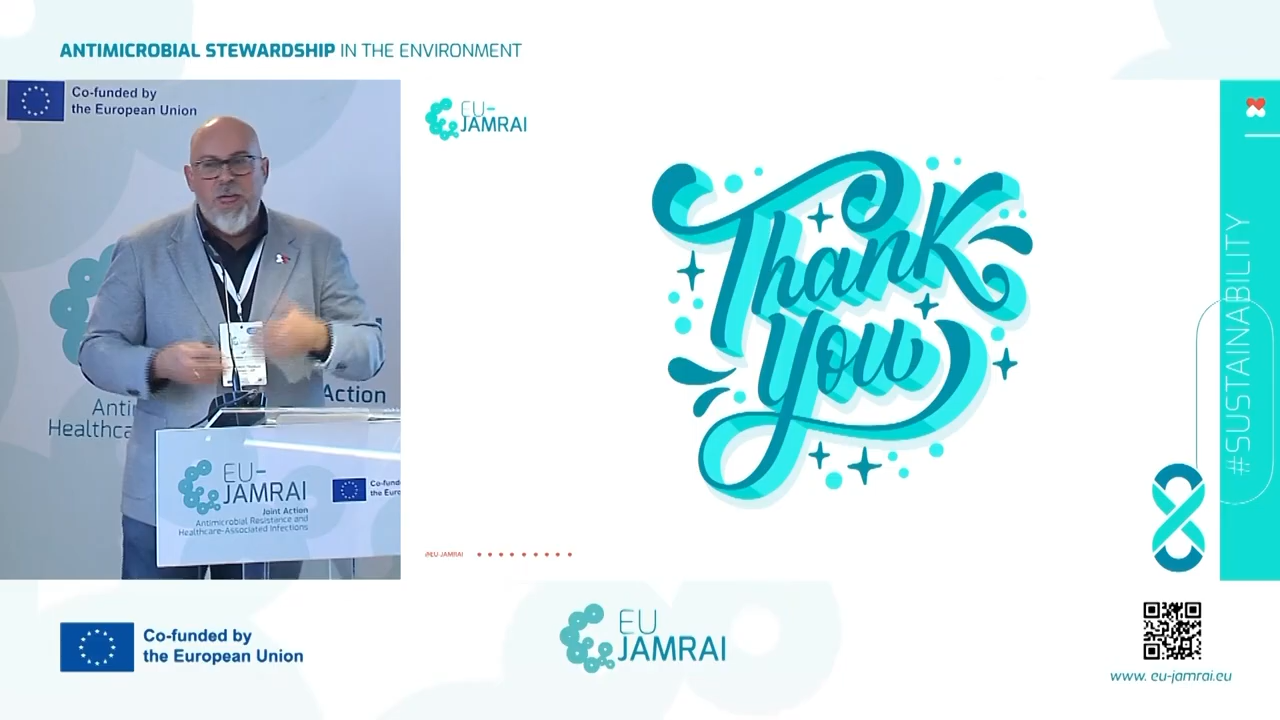 ANTIMICROBIAL STEWARDSHIP IN THE ENVIRONMENT
Co-funded by
the European Union
Action
Anti
Healthca
EU-
JAMRAI
Joint Action
Antimicrobial Resistance and
Healthcare-Associated Infections
Co-fund
the Euro
EU-
JAMRAI
Thank
You
#EU-JAMRAI
#SUSTAINABILITY
Co-funded by
the European Union
EU
JAMRAI
www. eu-jamrai.eu